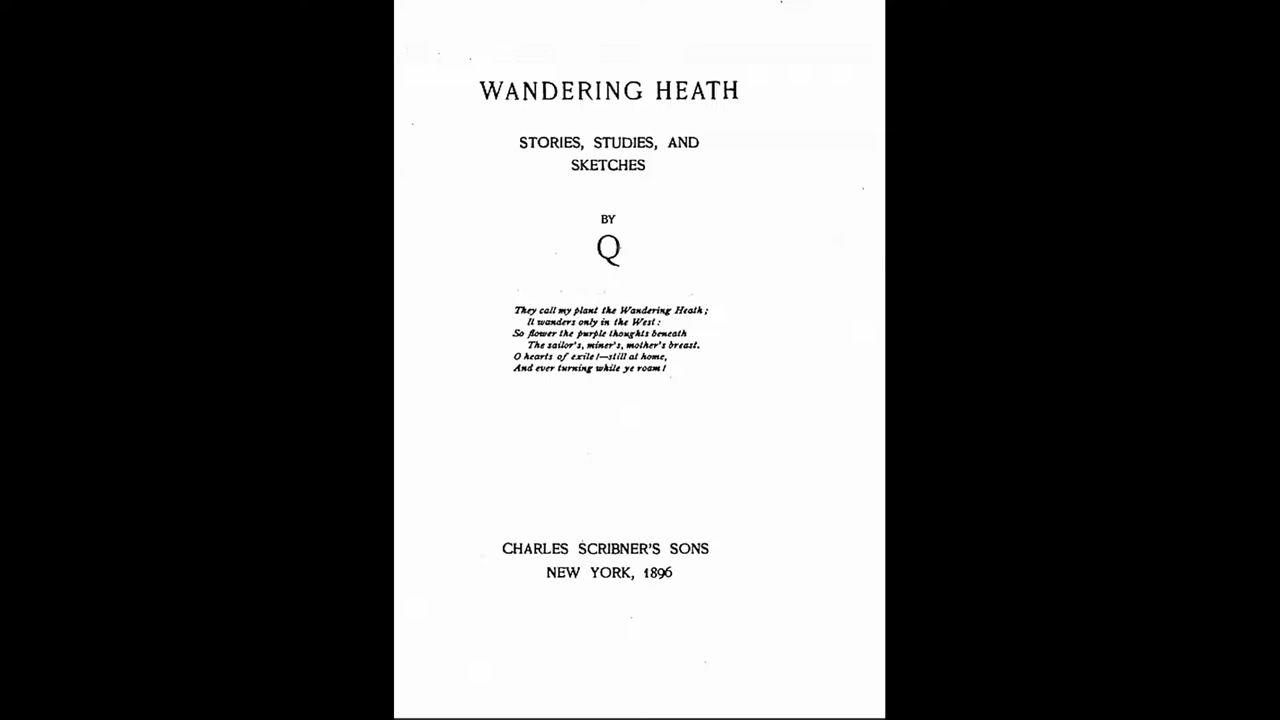 WANDERING HEATH
STORIES, STUDIES, AND
SKETCHES
BY
Q
They call my plant the Wandering Heath;
It wanders only in the West:
So flower the purple thoughts beneath
The sailor's, miner's, mother's breast.
O hearts of exile!—still at home,
And ever turning while ye roam!
CHARLES SCRIBNER'S SONS
NEW YORK, 1896